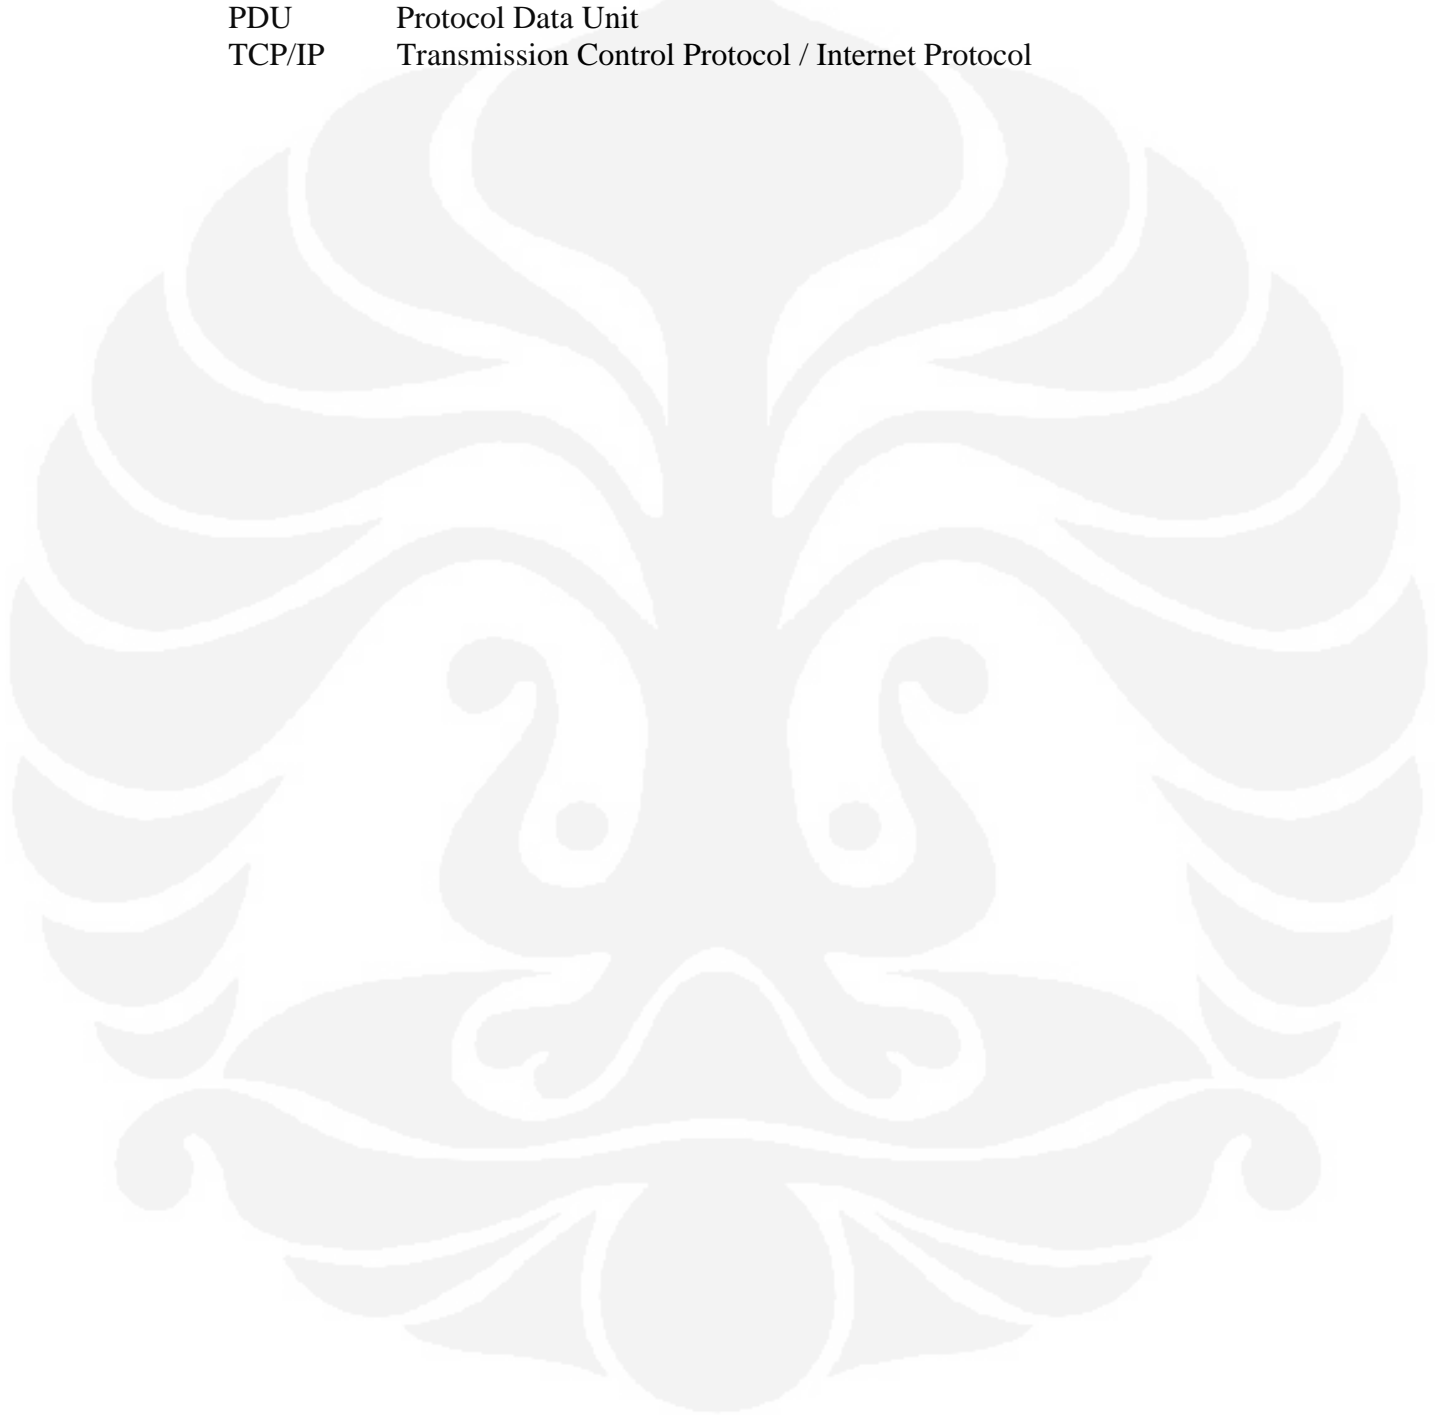 PDU Protocol Data Unit
TCP/IP Transmission Control Protocol / Internet Protocol